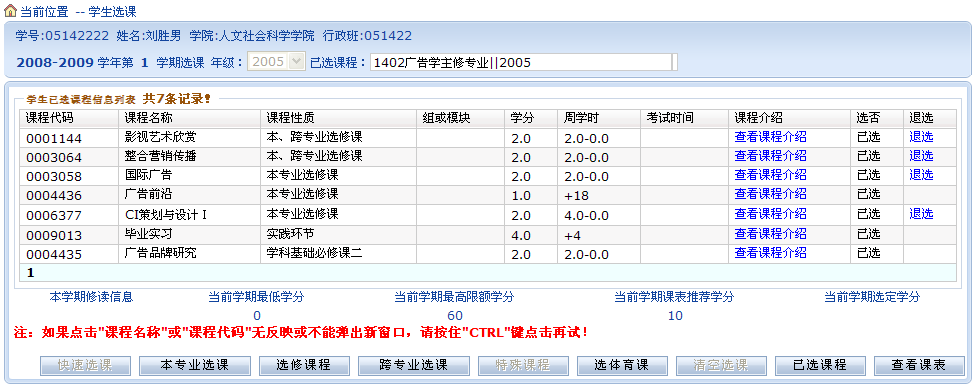 当前位置 -- 学生选课
学号:05142222 姓名:刘胜男 学院:人文社会科学学院 行政班:051422
2008-2009 学年第 1 学期选课 年级: 2005 已选课程: 1402广告学主修专业||2005
学生已选课程信息列表 共7条记录!
课程代码 课程名称 课程性质 组或模块 学分 周学时 考试时间 课程介绍 选否 退选
0001144 影视艺术欣赏 本、跨专业选修课 2.0 2.0-0.0 查看课程介绍 已选 退选
0003064 整合营销传播 本、跨专业选修课 2.0 2.0-0.0 查看课程介绍 已选 退选
0003058 国际广告 本专业选修课 2.0 2.0-0.0 查看课程介绍 已选 退选
0004436 广告前沿 本专业选修课 1.0 +18 查看课程介绍 已选
0006377 CI策划与设计Ⅰ 本专业选修课 2.0 4.0-0.0 查看课程介绍 已选 退选
0009013 毕业实习 实践环节 4.0 +4 查看课程介绍 已选
0004435 广告品牌研究 学科基础必修课二 2.0 2.0-0.0 查看课程介绍 已选
1
本学期修读信息 当前学期最低学分 当前学期最高限额学分 当前学期课表推荐学分 当前学期选定学分
0 60 10
注: 如果点击"课程名称"或"课程代码"无反映或不能弹出新窗口, 请按住"CTRL"键点击再试!
快速选课 本专业选课 选修课程 跨专业选课 特殊课程 选体育课 清空选课 已选课程 查看课表